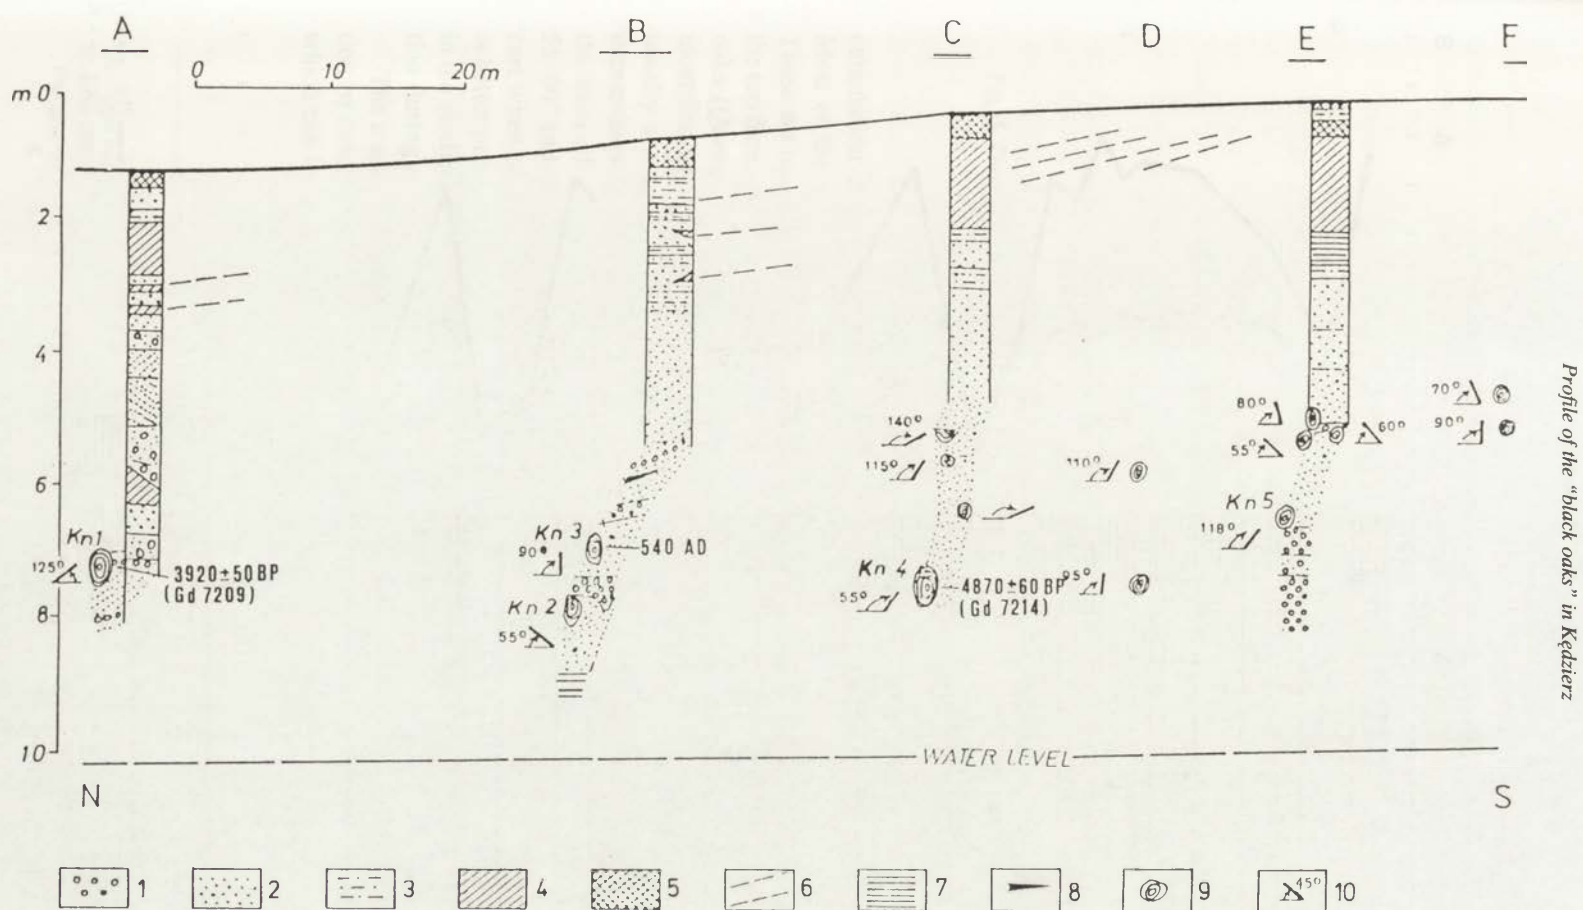 A B C D E F
0 10 20 m
m 0
2
4
6
8
10
Kn1
125°
3920±50 BP
(Gd 7209)
Kn 3
90°
540 AD
Kn 2
55°
140°
115°
Kn 4
55°
4870±60 BP
(Gd 7214)
110°
95°
80°
55°
60°
Kn 5
118°
70°
90°
WATER LEVEL
N S
1 2 3 4 5 6 7 8 9 45° 10
Profile of the "black oaks" in Kędzierz